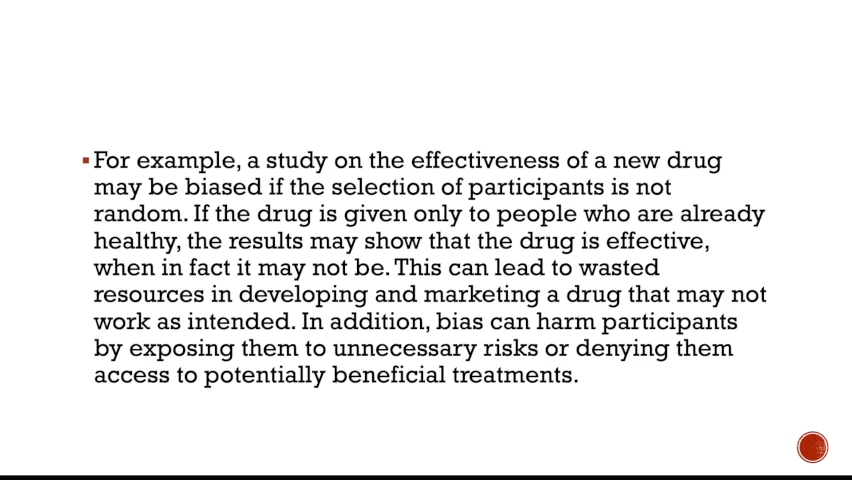 ▪For example, a study on the effectiveness of a new drug
may be biased if the selection of participants is not
random. If the drug is given only to people who are already
healthy, the results may show that the drug is effective,
when in fact it may not be. This can lead to wasted
resources in developing and marketing a drug that may not
work as intended. In addition, bias can harm participants
by exposing them to unnecessary risks or denying them
access to potentially beneficial treatments.